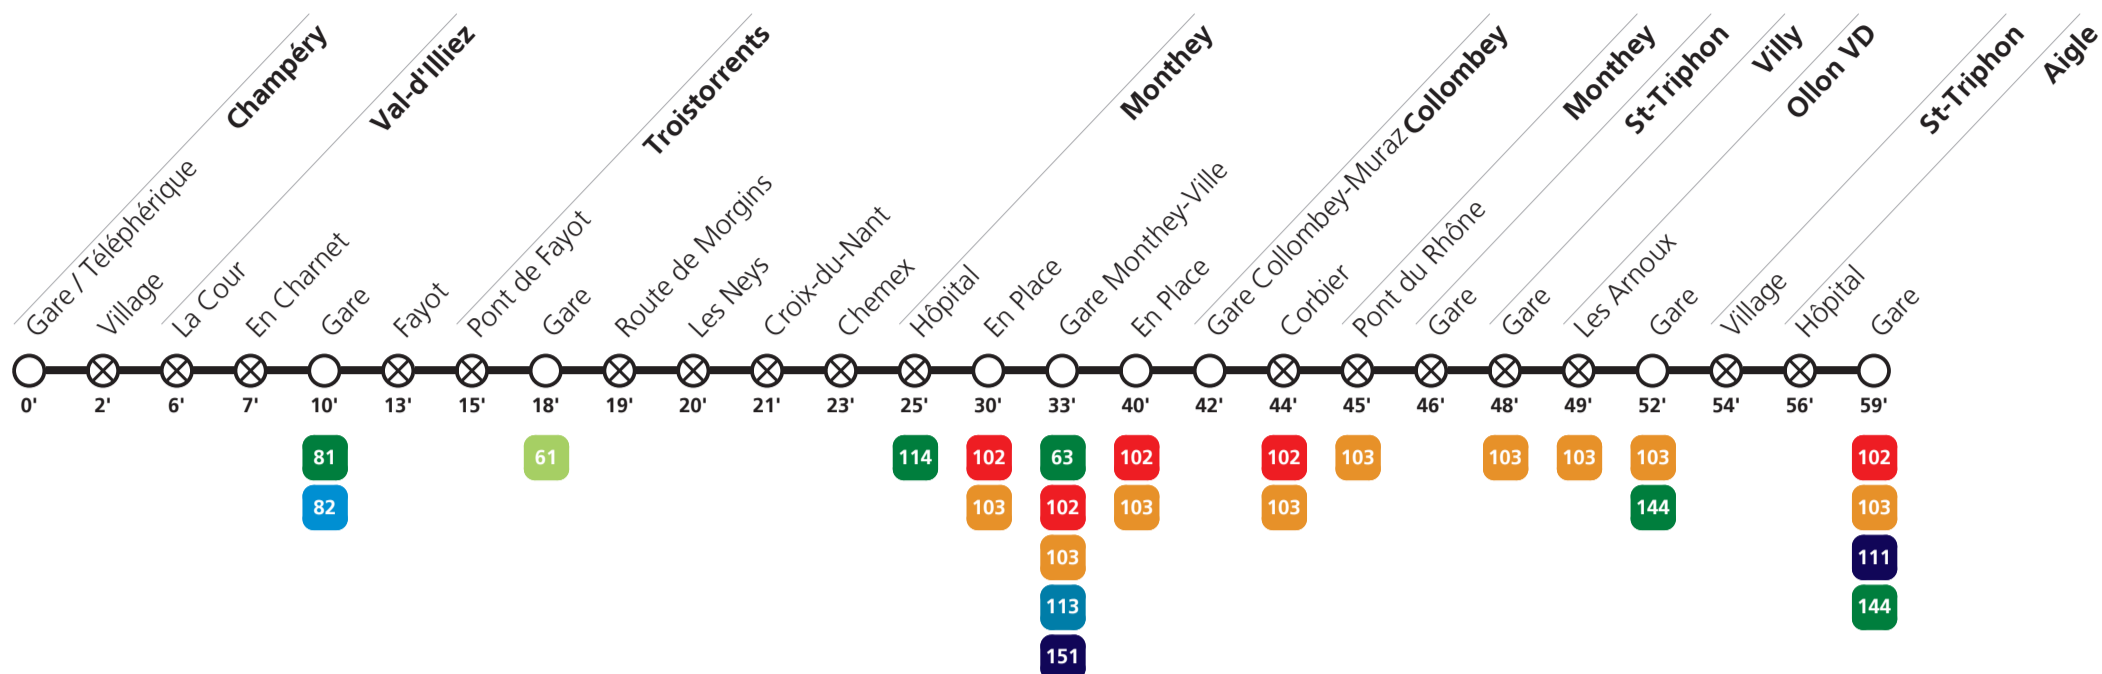 Champéry
Val-d'Illiez
Troistorrents
Monthey
Collombey
Monthey
St-Triphon
Villy
Ollon VD
St-Triphon
Aigle
Gare / Téléphérique
Village
La Cour
En Charnet
Gare
Fayot
Pont de Fayot
Gare
Route de Morgins
Les Neys
Croix-du-Nant
Chemex
Hôpital
En Place
Gare Monthey-Ville
En Place
Gare Collombey-Muraz
Corbier
Pont du Rhône
Gare
Gare
Les Arnoux
Gare
Village
Hôpital
Gare
0' 2' 6' 7' 10' 13' 15' 18' 19' 20' 21' 23' 25' 30' 33' 40' 42' 44' 45' 46' 48' 49' 52' 54' 56' 59'
81 61 114 102 63 102 102 103 103 103 103 102
82 103 102 103 103 144 103
103 111
113 144
151